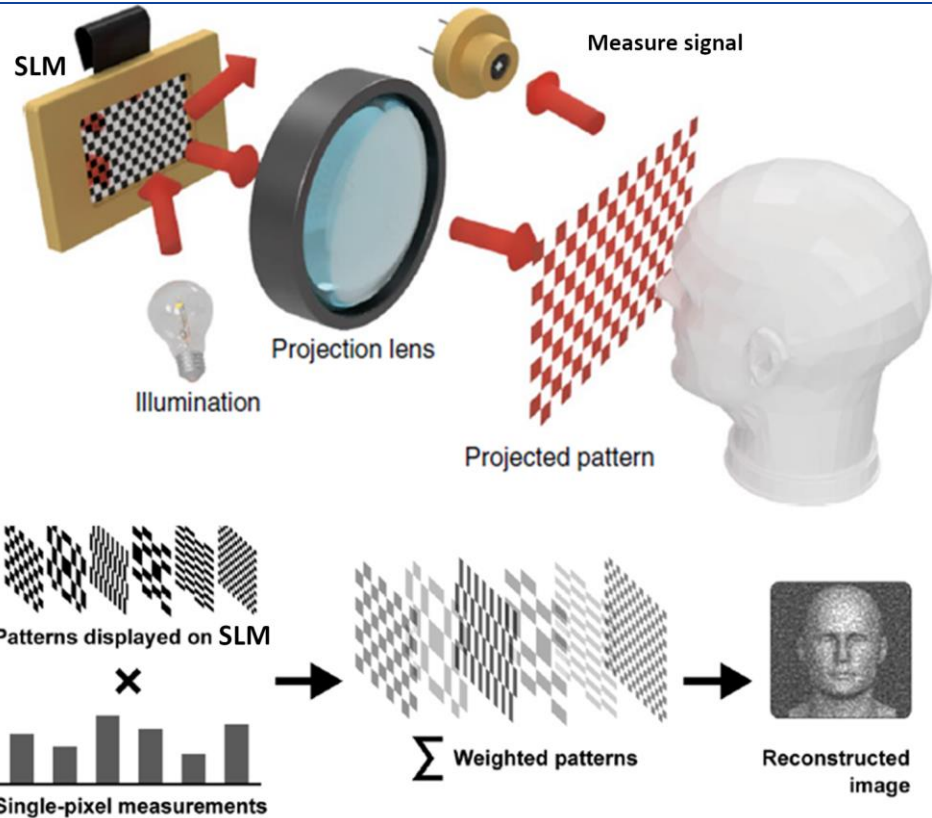 SLM
Measure signal
Projection lens
Illumination
Projected pattern
Patterns displayed on SLM
×
∑ Weighted patterns
Reconstructed
image
Single-pixel measurements